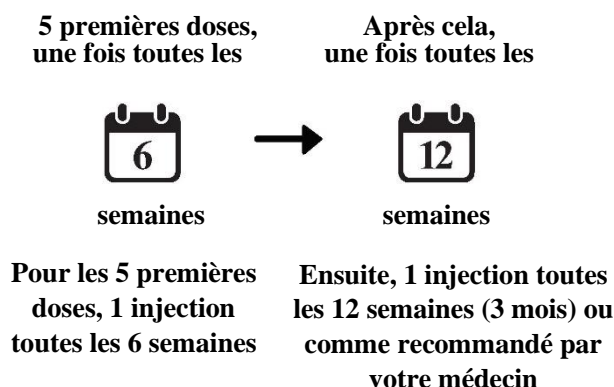 5 premières doses,
une fois toutes les
6
semaines
Pour les 5 premières
doses, 1 injection
toutes les 6 semaines
Après cela,
une fois toutes les
12
semaines
Ensuite, 1 injection toutes
les 12 semaines (3 mois) ou
comme recommandé par
votre médecin